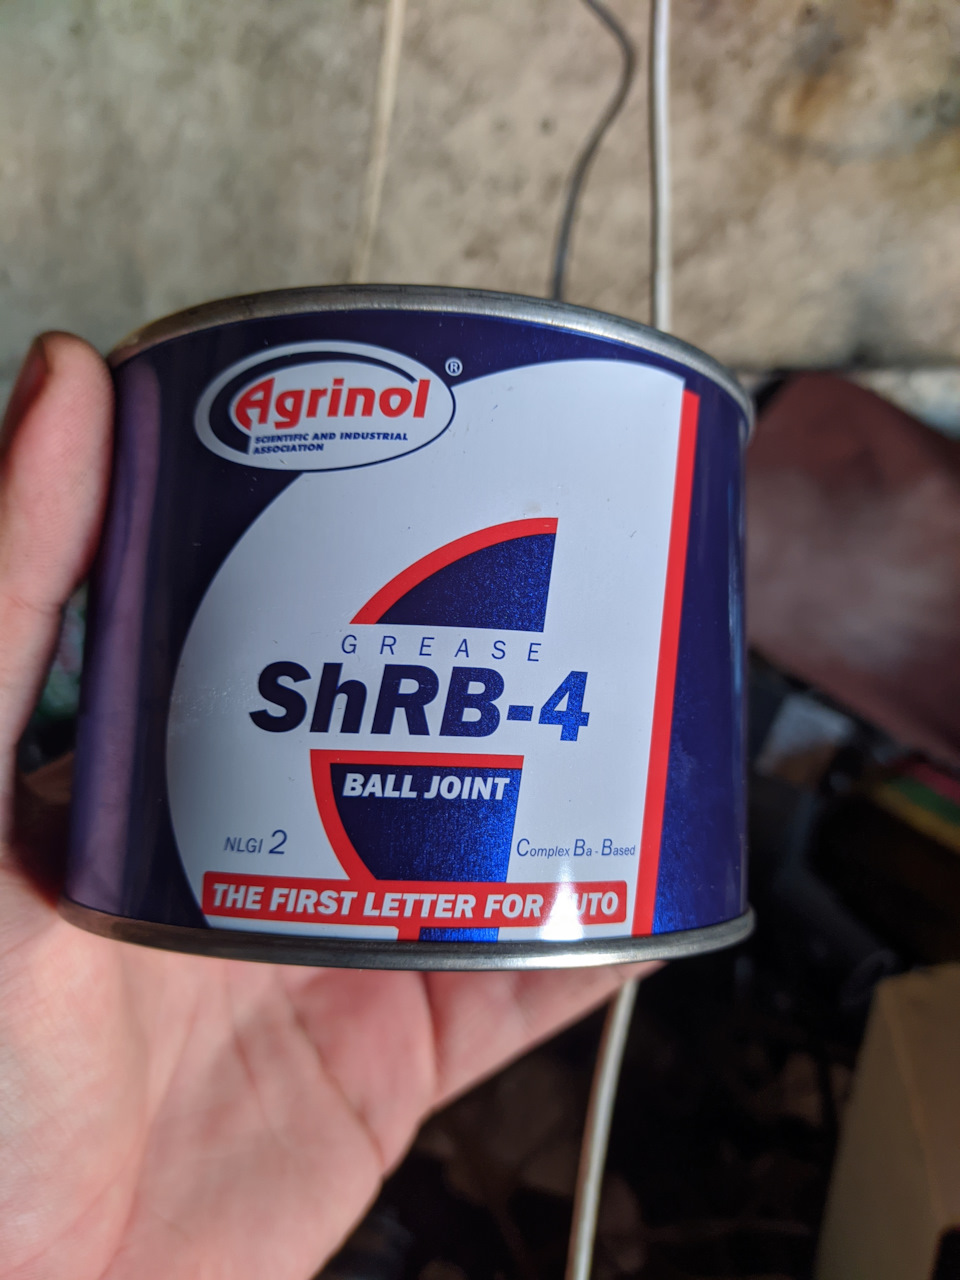 Agrinol ®
SCIENTIFIC AND INDUSTRIAL
ASSOCIATION
GREASE
ShRB-4
BALL JOINT
NLGI 2
Complex Ba - Based
THE FIRST LETTER FOR AUTO